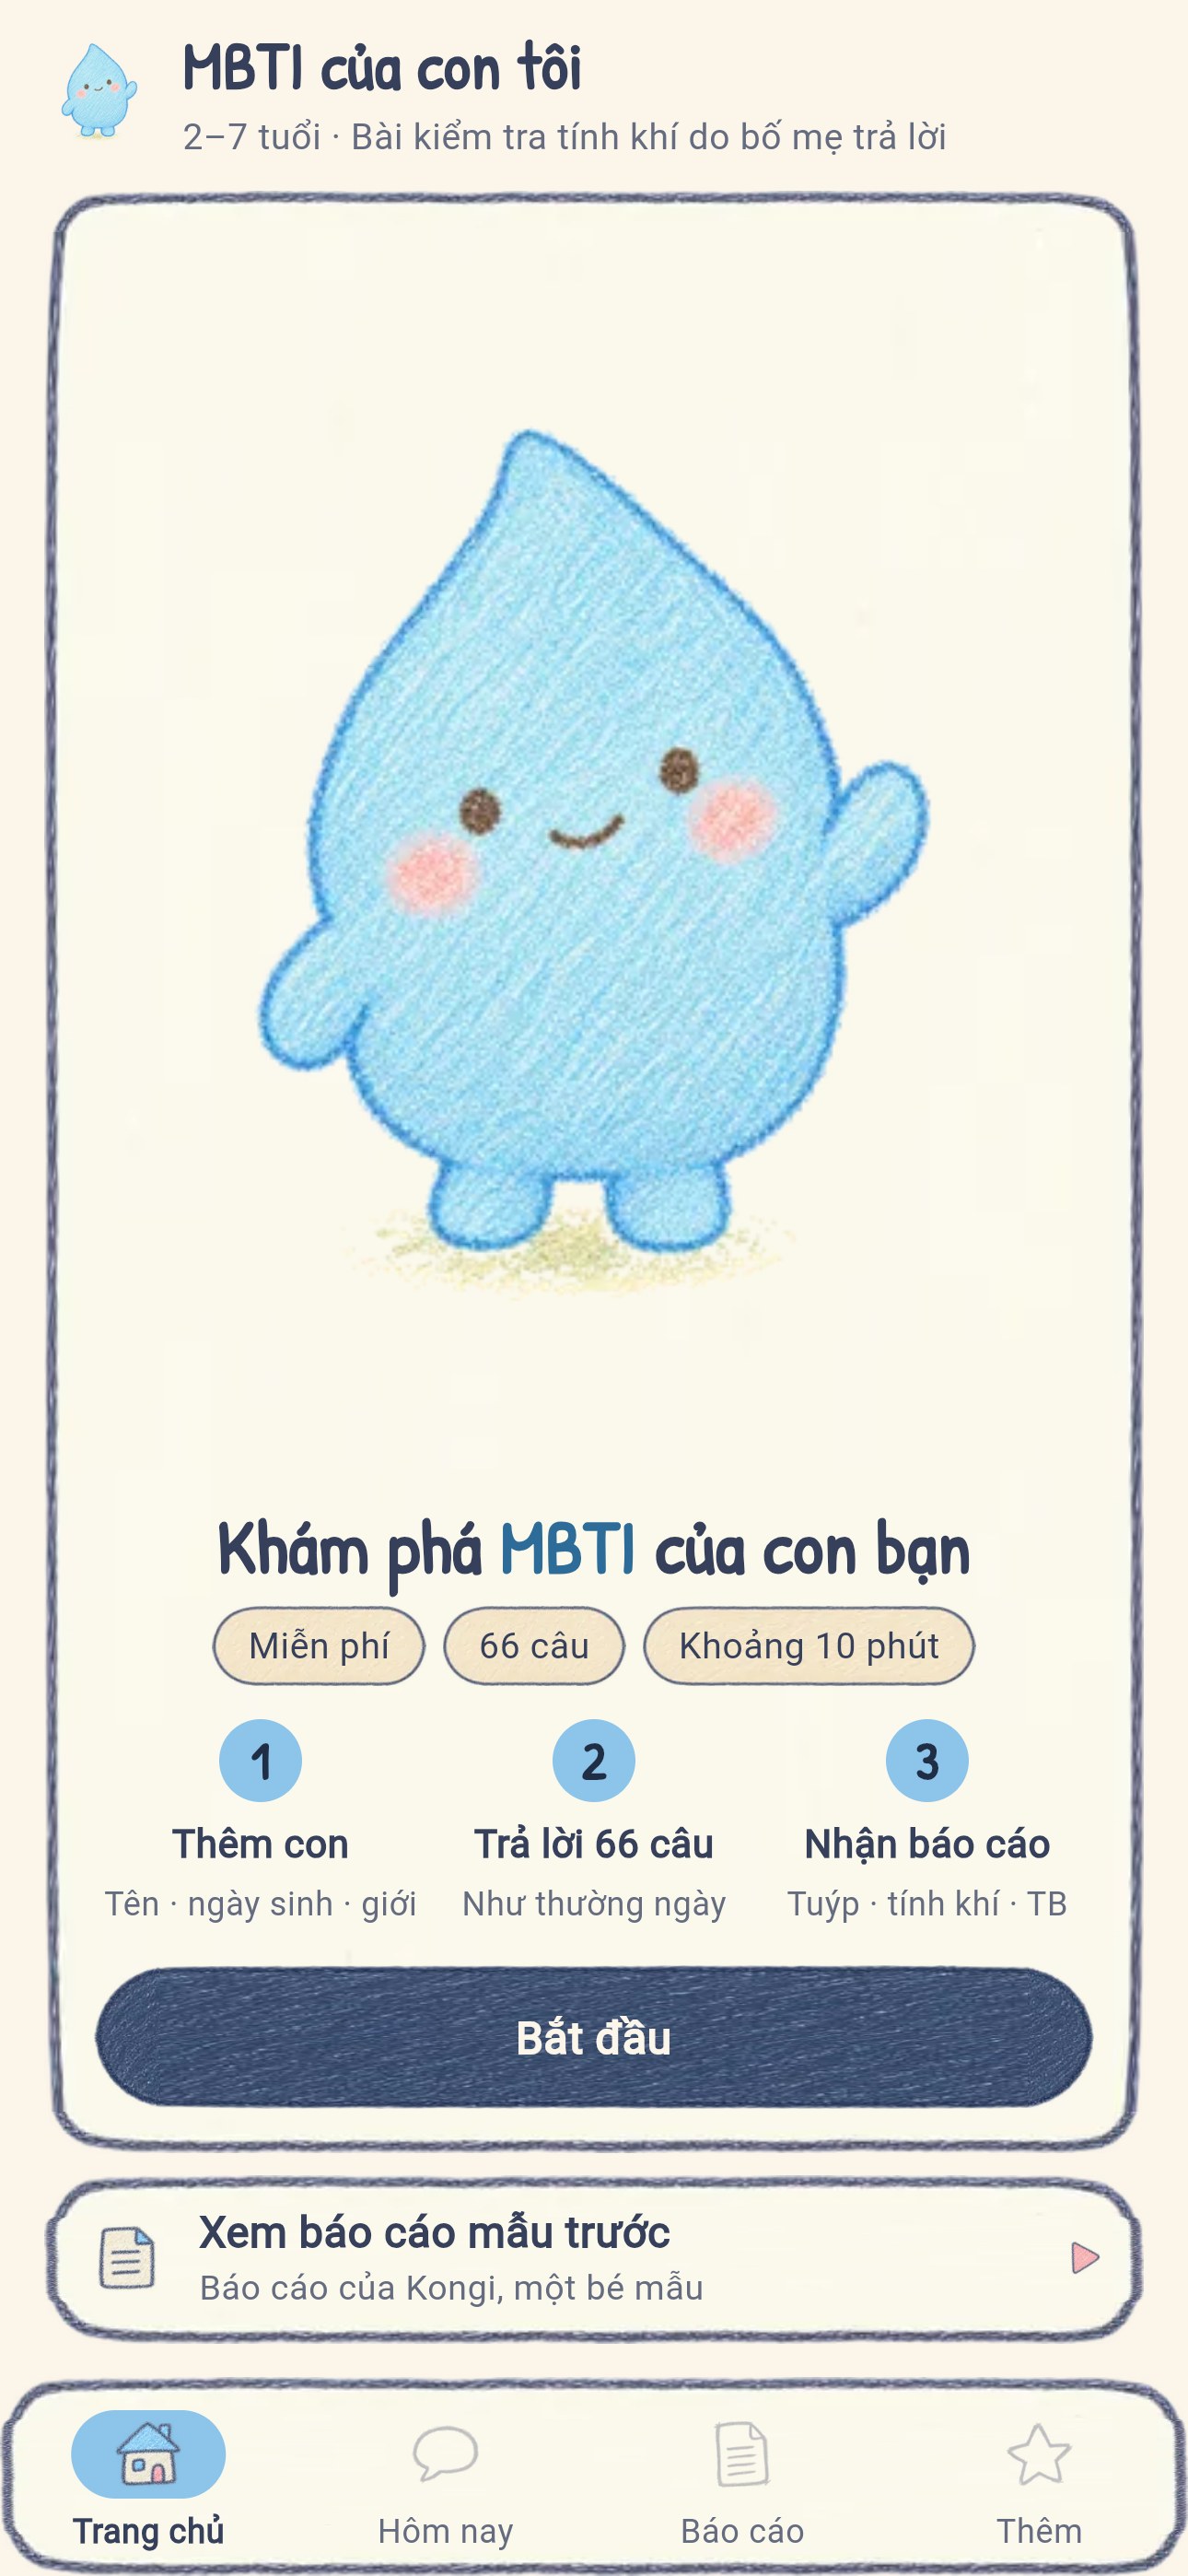 MBTI của con tôi
2–7 tuổi · Bài kiểm tra tính khí do bố mẹ trả lời
Khám phá MBTI của con bạn
Miễn phí 66 câu Khoảng 10 phút
1 2 3
Thêm con Trả lời 66 câu Nhận báo cáo
Tên · ngày sinh · giới Như thường ngày Tuýp · tính khí · TB
Bắt đầu
Xem báo cáo mẫu trước
Báo cáo của Kongi, một bé mẫu
Trang chủ Hôm nay Báo cáo Thêm